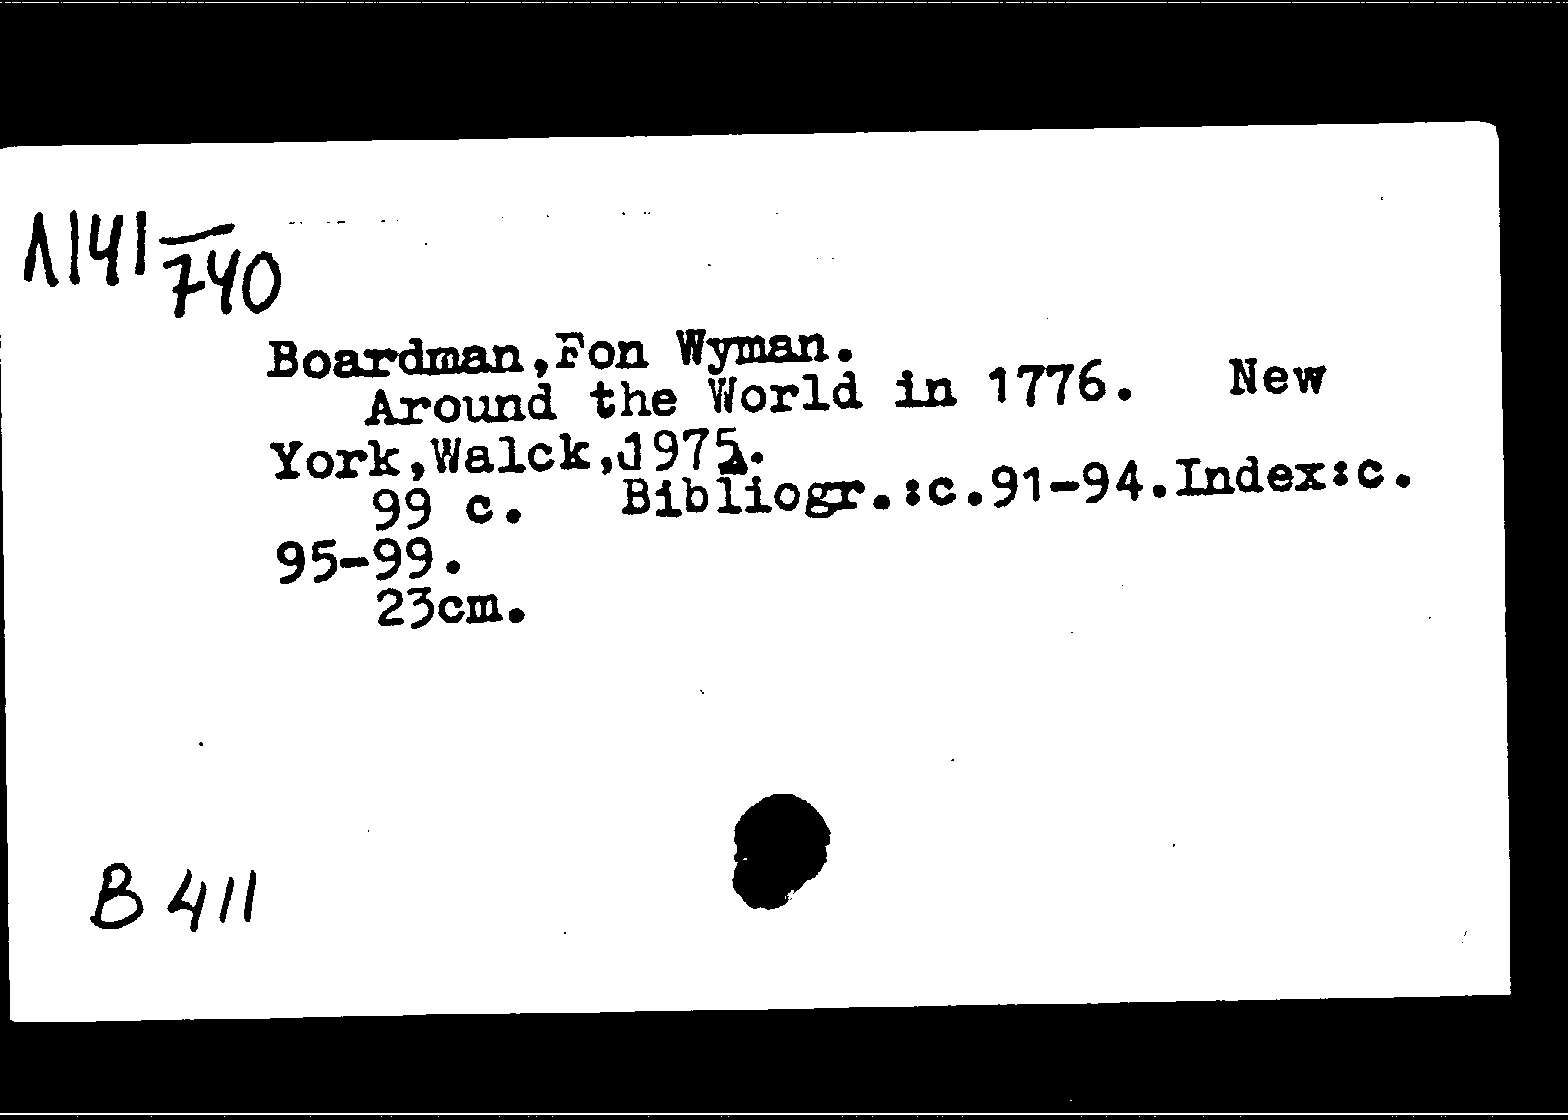 Л141/740
Boardman,Fon Wyman.
Around the World in 1776. New
York,Walck,1975.
99 c. Bibliogr.:c.91-94.Index:c.
95-99.
23cm.
B 411